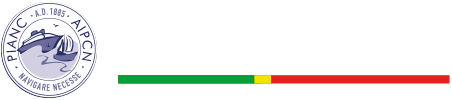 PIANC · A.D. 1885 · AIPCN
· NAVIGARE NECESSE ·